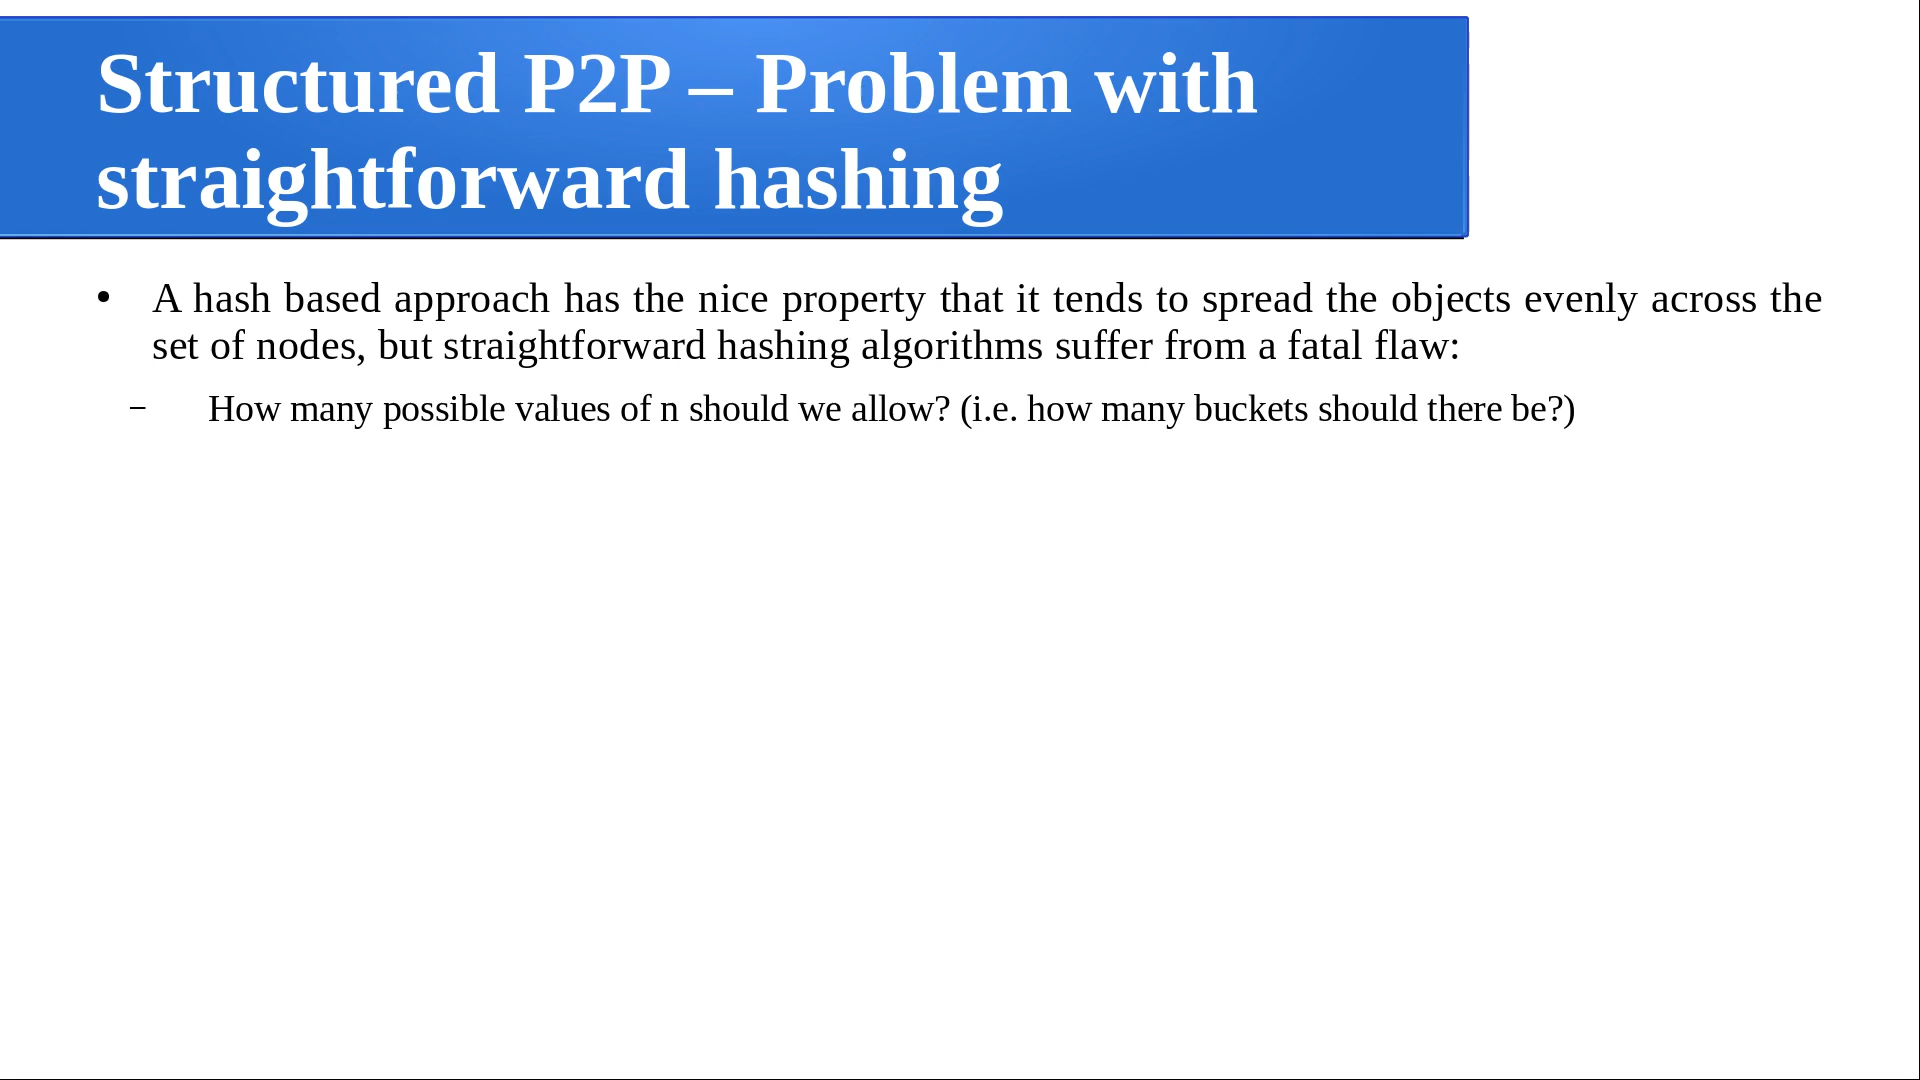 Structured P2P – Problem with
straightforward hashing
• A hash based approach has the nice property that it tends to spread the objects evenly across the
set of nodes, but straightforward hashing algorithms suffer from a fatal flaw:
– How many possible values of n should we allow? (i.e. how many buckets should there be?)